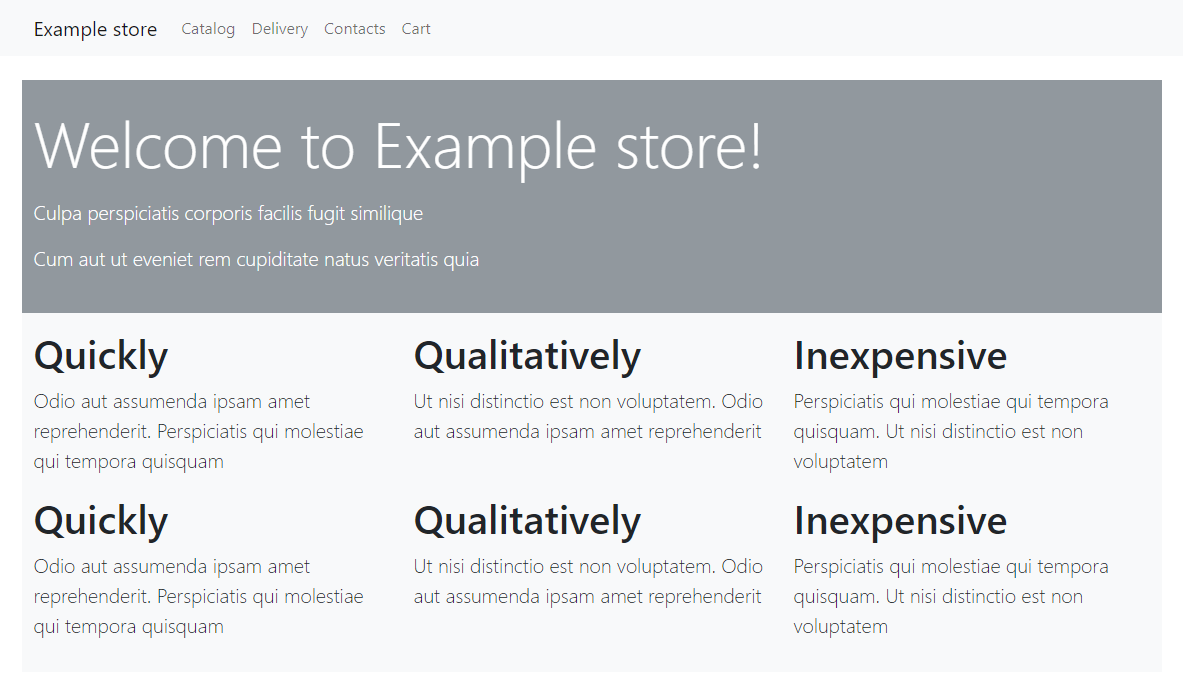 Example store Catalog Delivery Contacts Cart
Welcome to Example store!
Culpa perspiciatis corporis facilis fugit similique
Cum aut ut eveniet rem cupiditate natus veritatis quia
Quickly
Odio aut assumenda ipsam amet
reprehenderit. Perspiciatis qui molestiae
qui tempora quisquam
Qualitatively
Ut nisi distinctio est non voluptatem. Odio
aut assumenda ipsam amet reprehenderit
Inexpensive
Perspiciatis qui molestiae qui tempora
quisquam. Ut nisi distinctio est non
voluptatem
Quickly
Odio aut assumenda ipsam amet
reprehenderit. Perspiciatis qui molestiae
qui tempora quisquam
Qualitatively
Ut nisi distinctio est non voluptatem. Odio
aut assumenda ipsam amet reprehenderit
Inexpensive
Perspiciatis qui molestiae qui tempora
quisquam. Ut nisi distinctio est non
voluptatem